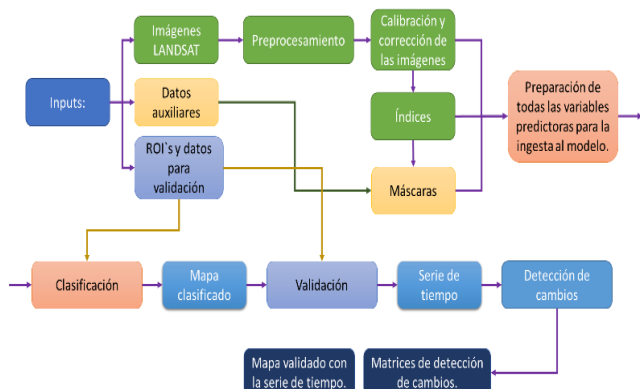 Imágenes
LANDSAT
Preprocesamiento
Calibración y
corrección de
las imágenes
Inputs:
Datos
auxiliares
Índices
Preparación de
todas las variables
predictoras para la
ingesta al modelo.
ROI`s y datos
para
validación
Máscaras
Clasificación
Mapa
clasificado
Validación
Serie de
tiempo
Detección de
cambios
Mapa validado con
la serie de tiempo.
Matrices de detección
de cambios.